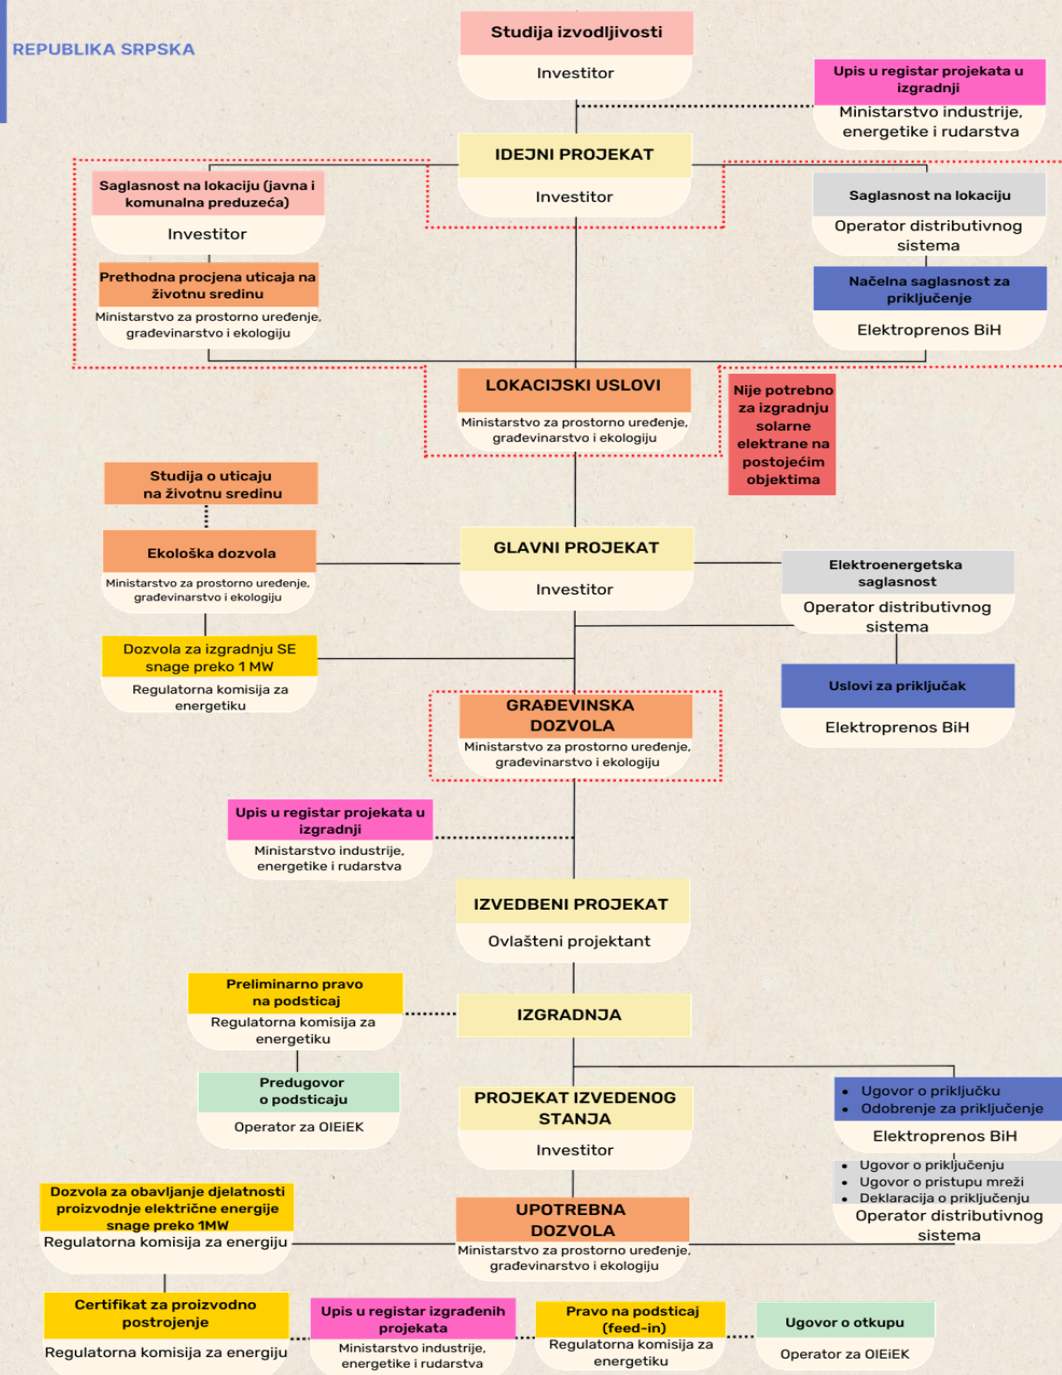 REPUBLIKA SRPSKA
Studija izvodljivosti
Investitor
Upis u registar projekata u
izgradnji
Ministarstvo industrije,
energetike i rudarstva
IDEJNI PROJEKAT
Investitor
Saglasnost na lokaciju (javna i
komunalna preduzeća)
Investitor
Saglasnost na lokaciju
Operator distributivnog
sistema
Prethodna procjena uticaja na
životnu sredinu
Ministarstvo za prostorno uređenje,
građevinarstvo i ekologiju
Načelna saglasnost za
priključenje
Elektroprenos BiH
LOKACIJSKI USLOVI
Ministarstvo za prostorno uređenje,
građevinarstvo i ekologiju
Nije potrebno
za izgradnju
solarne
elektrane na
postojećim
objektima
Studija o uticaju
na životnu sredinu
Ekološka dozvola
Ministarstvo za prostorno uređenje,
građevinarstvo i ekologiju
GLAVNI PROJEKAT
Investitor
Elektroenergetska
saglasnost
Operator distributivnog
sistema
Dozvola za izgradnju SE
snage preko 1 MW
Regulatorna komisija za
energetiku
Uslovi za priključak
Elektroprenos BiH
GRAĐEVINSKA
DOZVOLA
Ministarstvo za prostorno uređenje,
građevinarstvo i ekologiju
Upis u registar projekata u
izgradnji
Ministarstvo industrije,
energetike i rudarstva
IZVEDBENI PROJEKAT
Ovlašteni projektant
Preliminarno pravo
na podsticaj
Regulatorna komisija za
energetiku
IZGRADNJA
Predugovor
o podsticaju
Operator za OIEiEK
PROJEKAT IZVEDENOG
STANJA
Investitor
• Ugovor o priključku
• Odobrenje za priključenje
Elektroprenos BiH
• Ugovor o priključenju
• Ugovor o pristupu mreži
• Deklaracija o priključenju
Operator distributivnog
sistema
Dozvola za obavljanje djelatnosti
proizvodnje električne energije
snage preko 1MW
Regulatorna komisija za energiju
UPOTREBNA
DOZVOLA
Ministarstvo za prostorno uređenje,
građevinarstvo i ekologiju
Certifikat za proizvodno
postrojenje
Regulatorna komisija za energiju
Upis u registar izgrađenih
projekata
Ministarstvo industrije,
energetike i rudarstva
Pravo na podsticaj
(feed-in)
Regulatorna komisija za
energetiku
Ugovor o otkupu
Operator za OIEiEK